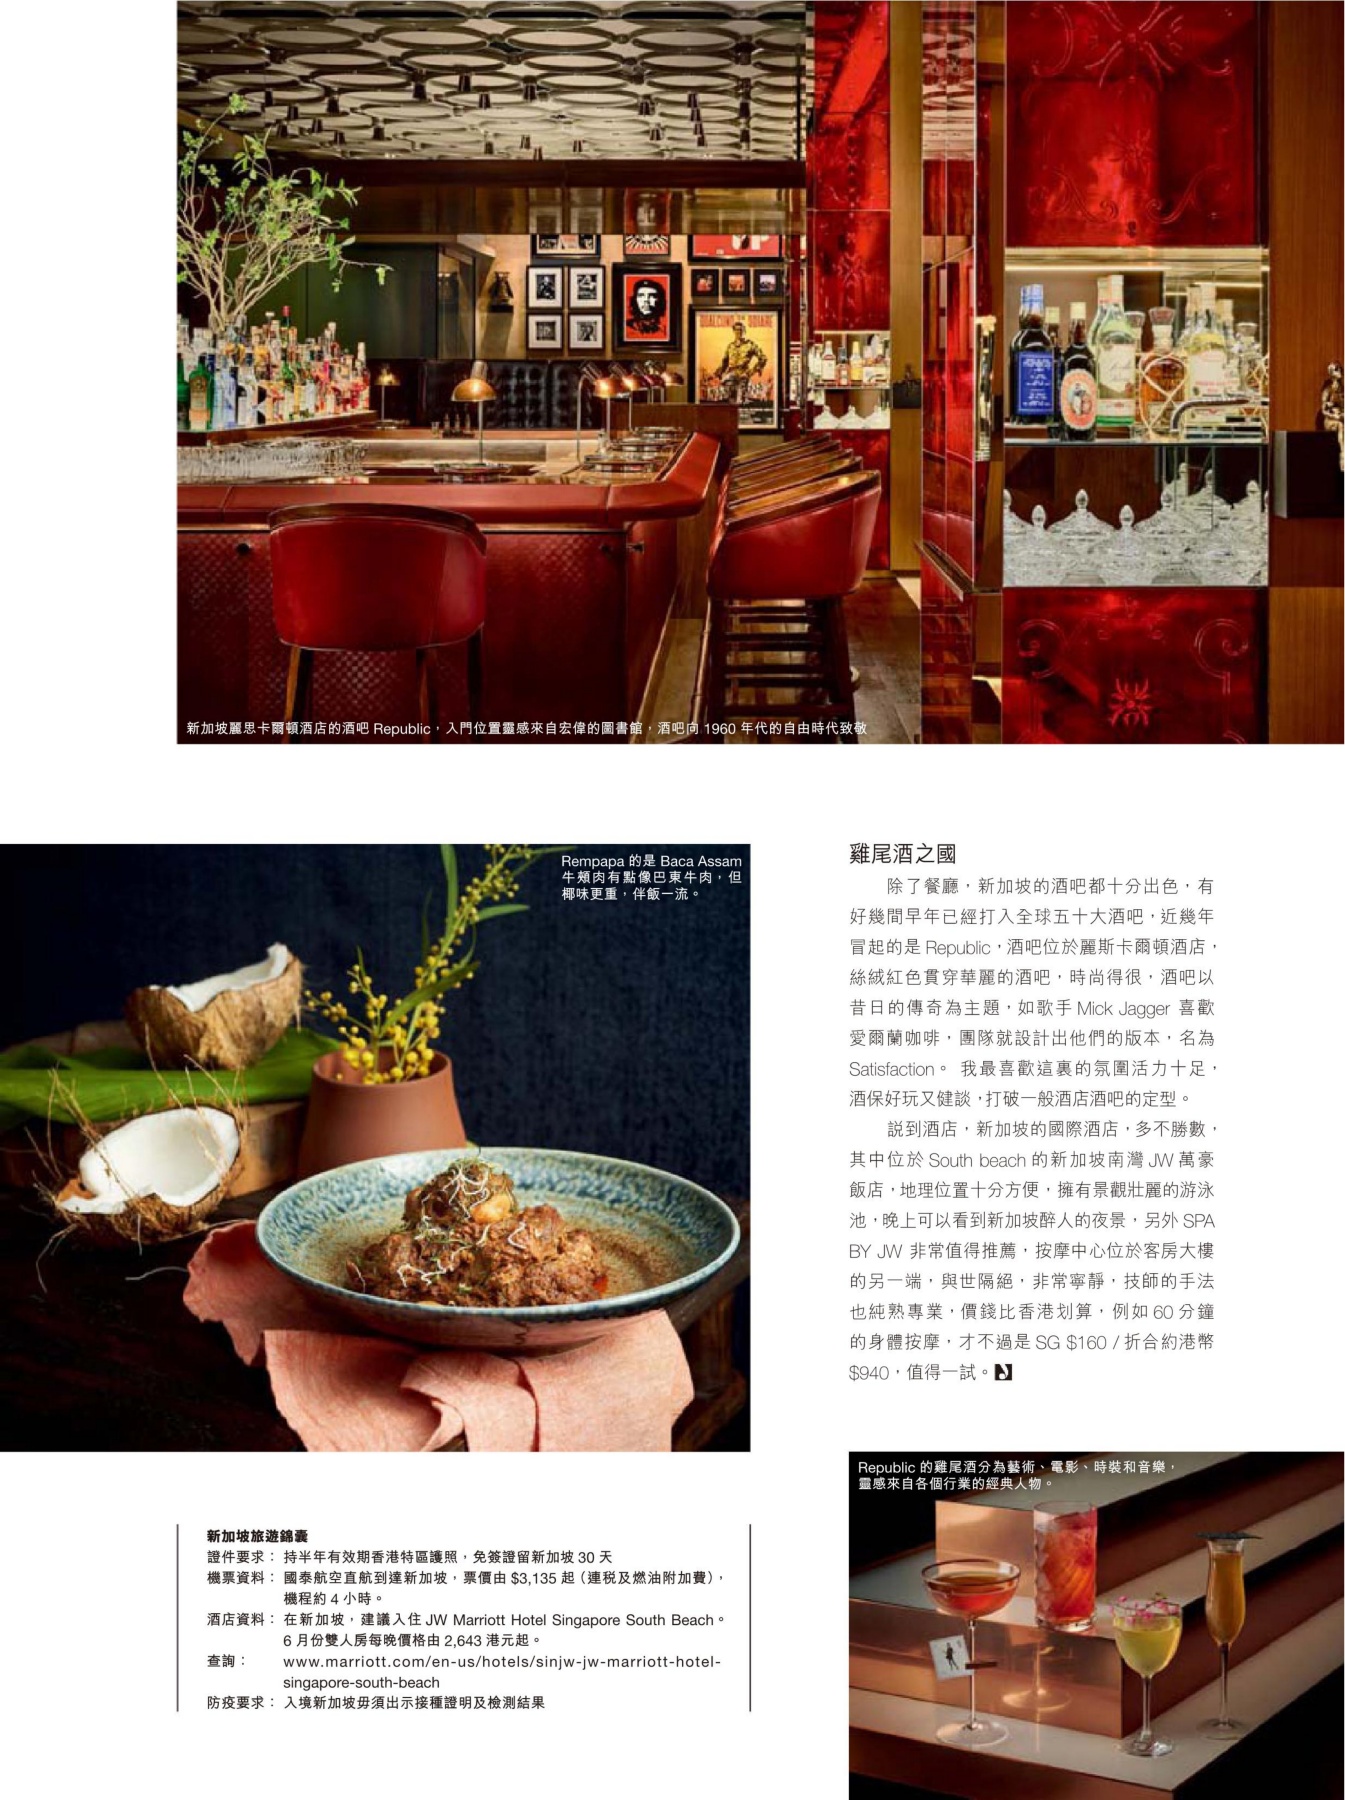 QUALCUNO SQUARE
新加坡麗思卡爾頓酒店的酒吧 Republic，入門位置靈感來自宏偉的圖書館，酒吧向 1960 年代的自由時代致敬
Rempapa 的是 Baca Assam
牛頰肉有點像巴東牛肉，但
椰味更重，伴飯一流。
雞尾酒之國
除了餐廳，新加坡的酒吧都十分出色，有
好幾間早年已經打入全球五十大酒吧，近幾年
冒起的是 Republic，酒吧位於麗斯卡爾頓酒店，
絲絨紅色貫穿華麗的酒吧，時尚得很，酒吧以
昔日的傳奇為主題，如歌手 Mick Jagger 喜歡
愛爾蘭咖啡，團隊就設計出他們的版本，名為
Satisfaction。 我最喜歡這裏的氛圍活力十足，
酒保好玩又健談，打破一般酒店酒吧的定型。
説到酒店，新加坡的國際酒店，多不勝數，
其中位於 South beach 的新加坡南灣 JW 萬豪
飯店，地理位置十分方便，擁有景觀壯麗的游泳
池，晚上可以看到新加坡醉人的夜景，另外 SPA
BY JW 非常值得推薦，按摩中心位於客房大樓
的另一端，與世隔絕，非常寧靜，技師的手法
也純熟專業，價錢比香港划算，例如 60 分鐘
的身體按摩，才不過是 SG $160 / 折合約港幣
$940，值得一試。
Republic 的雞尾酒分為藝術、電影、時裝和音樂，
靈感來自各個行業的經典人物。
新加坡旅遊錦囊
證件要求： 持半年有效期香港特區護照，免簽證留新加坡 30 天
機票資料： 國泰航空直航到達新加坡，票價由 $3,135 起（連税及燃油附加費），
機程約 4 小時。
酒店資料： 在新加坡，建議入住 JW Marriott Hotel Singapore South Beach。
6 月份雙人房每晚價格由 2,643 港元起。
查詢： www.marriott.com/en-us/hotels/sinjw-jw-marriott-hotel-
singapore-south-beach
防疫要求： 入境新加坡毋須出示接種證明及檢測結果